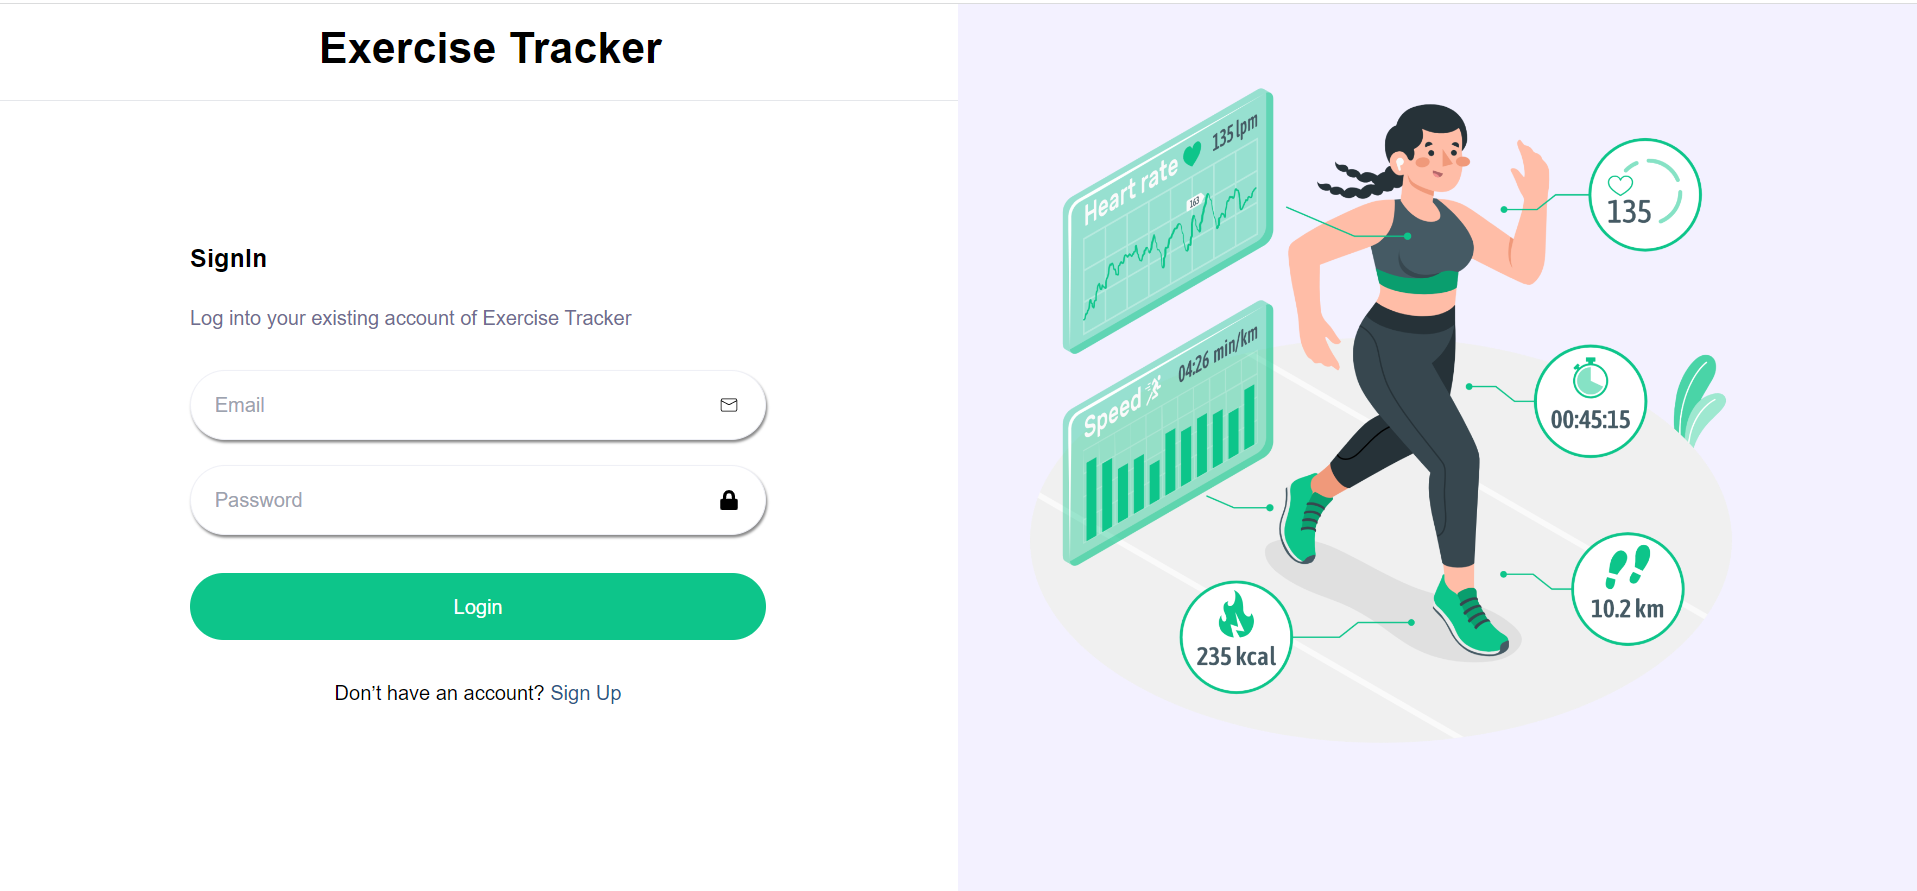 Exercise Tracker
SignIn
Log into your existing account of Exercise Tracker
Email
Password
Login
Don’t have an account? Sign Up
Heart rate 135 lpm
163
Speed 04:26 min/km
135
00:45:15
10.2 km
235 kcal